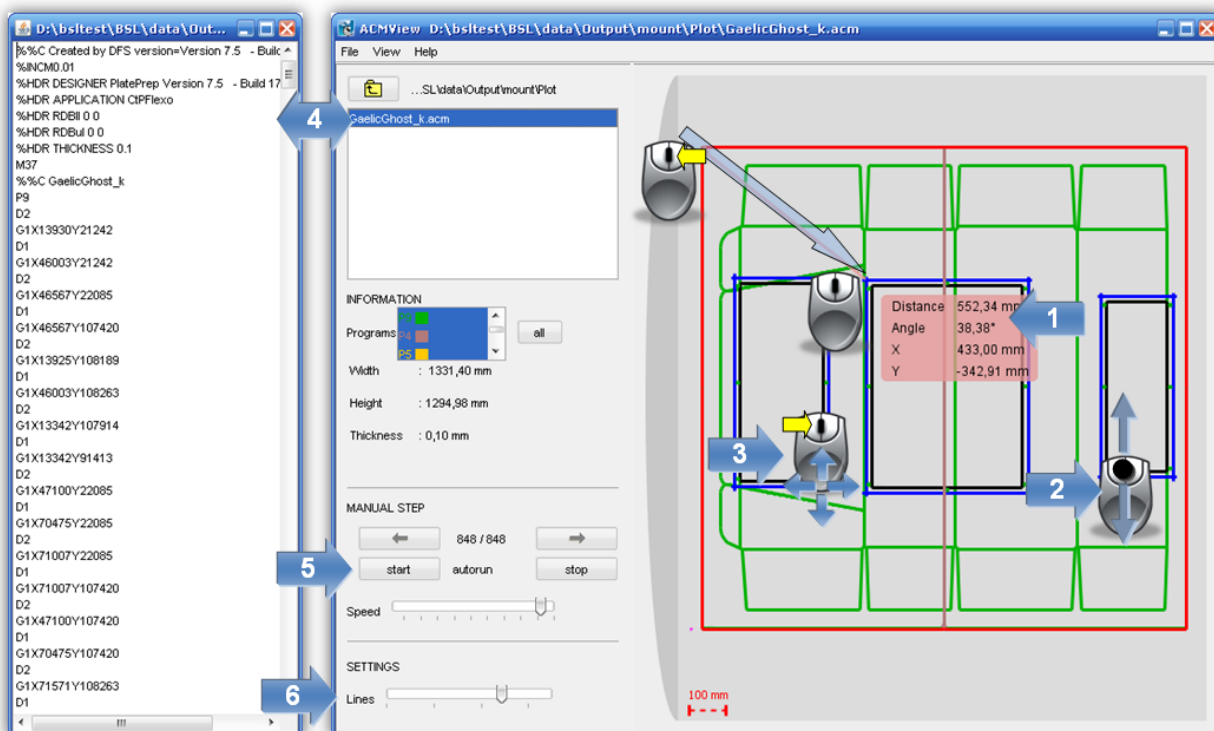 D:\bsltest\BSL\data\Out...
%%C Created by DFS version=Version 7.5 - Build
%INCM0.01
%HDR DESIGNER PlatePrep Version 7.5 - Build 17
%HDR APPLICATION CtPFlexo
%HDR RDBll 0 0
%HDR RDBul 0 0
%HDR THICKNESS 0.1
M37
%%C GaelicGhost_k
P9
D2
G1X13930Y21242
D1
G1X46003Y21242
D2
G1X46567Y22085
D1
G1X46567Y107420
D2
G1X13925Y108189
D1
G1X46003Y108263
D2
G1X13342Y107914
D1
G1X13342Y91413
D2
G1X47100Y22085
D1
G1X70475Y22085
D2
G1X71007Y22085
D1
G1X71007Y107420
D2
G1X47100Y107420
D1
G1X70475Y107420
D2
G1X71571Y108263
D1
ACMView D:\bsltest\BSL\data\Output\mount\Plot\GaelicGhost_k.acm
File View Help
...SL\data\Output\mount\Plot
GaelicGhost_k.acm
4
INFORMATION
Programs
P4
P5
all
Width : 1331,40 mm
Height : 1294,98 mm
Thickness : 0,10 mm
MANUAL STEP
848 / 848
5
start autorun stop
Speed
SETTINGS
6
Lines
Distance 552,34 mm
Angle 38,38°
X 433,00 mm
Y -342,91 mm
1
3
2
100 mm